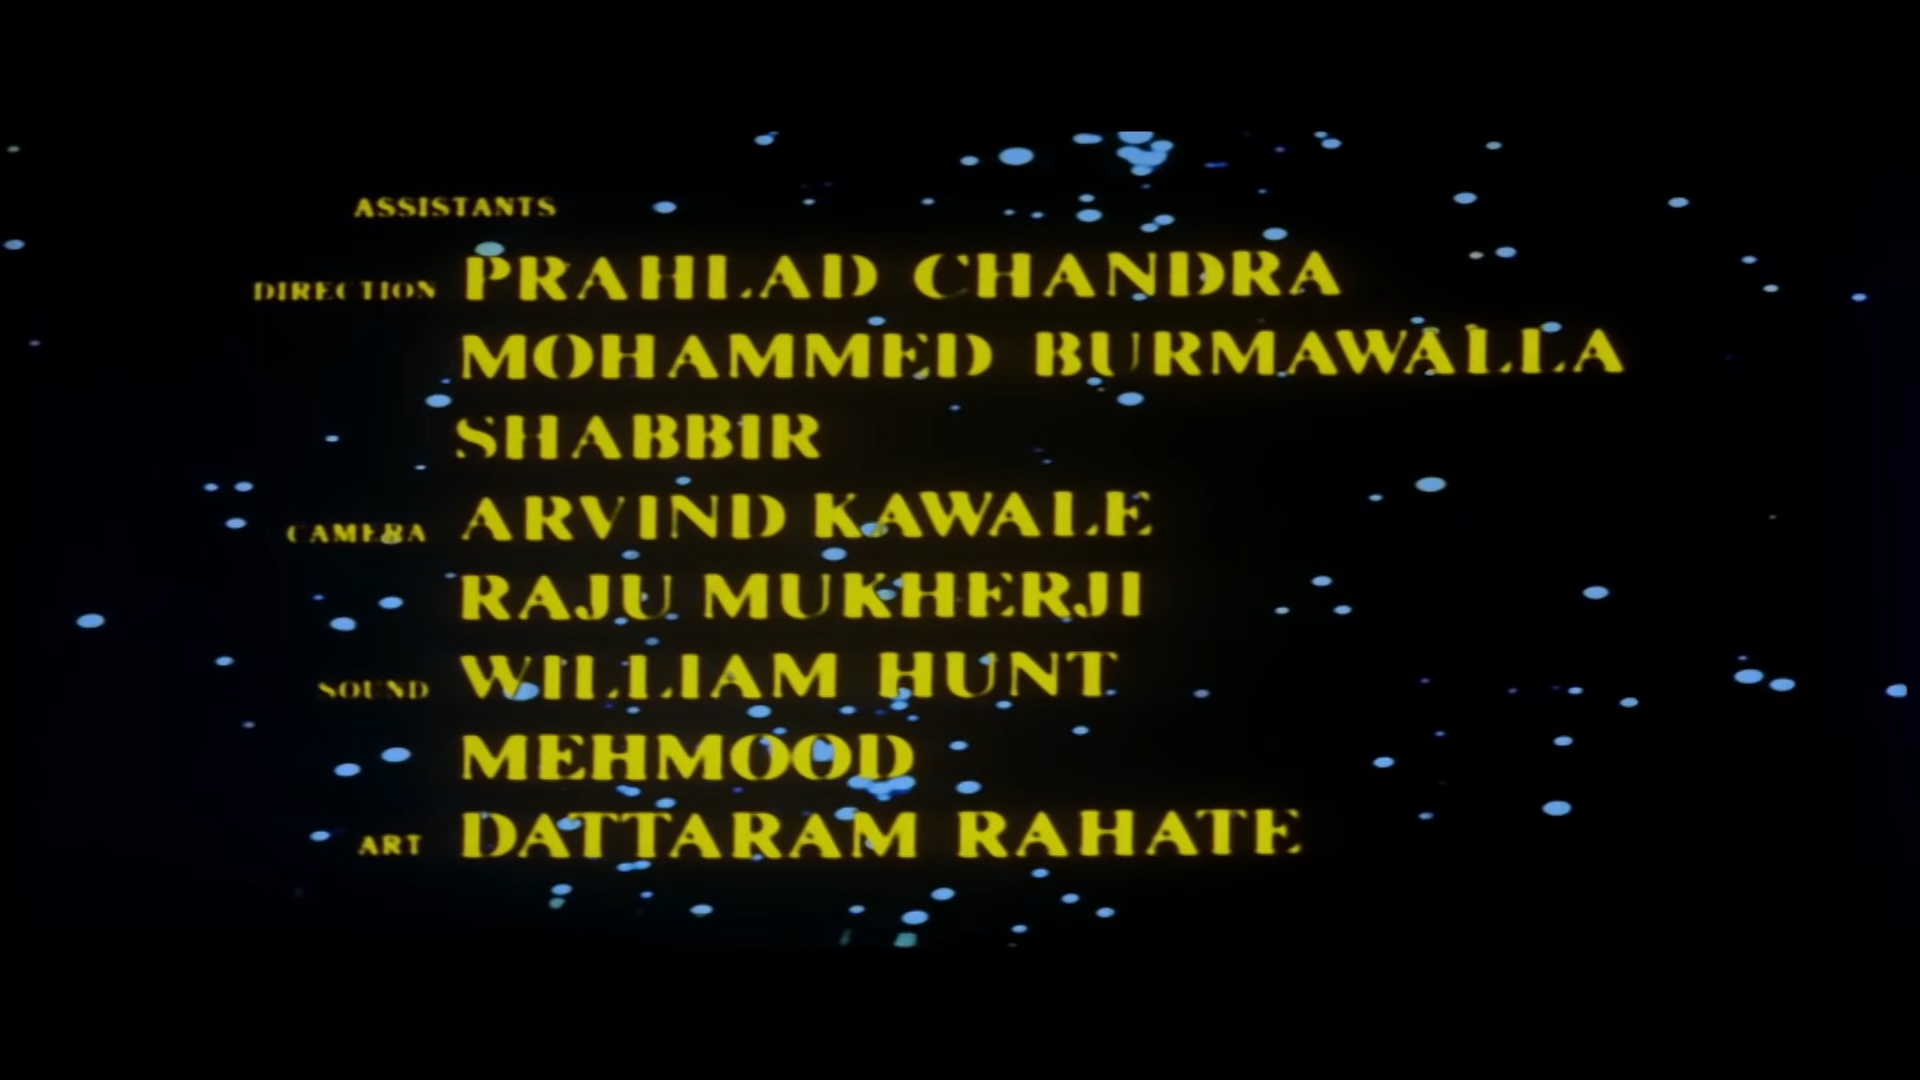 ASSISTANTS
DIRECTION PRAHLAD CHANDRA
MOHAMMED BURMAWALLA
SHABBIR
CAMERA ARVIND KAWALE
RAJU MUKHERJI
SOUND WILLIAM HUNT
MEHMOOD
ART DATTARAM RAHATE